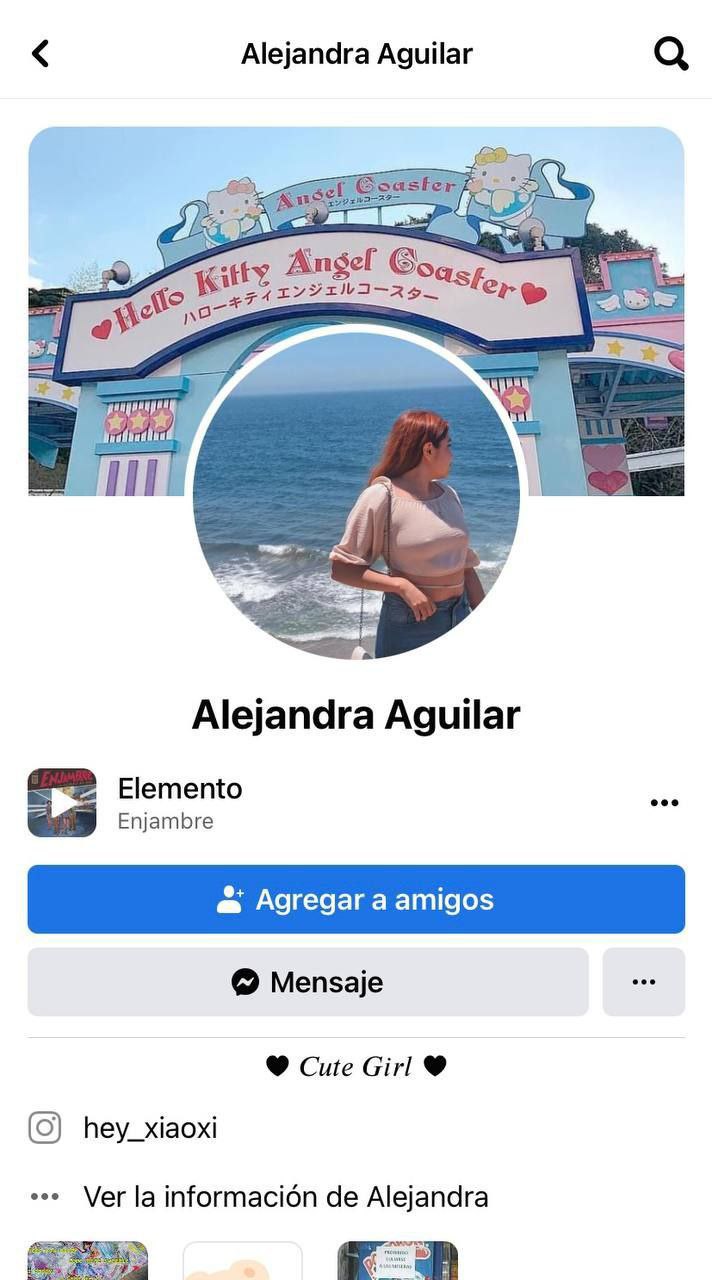 Alejandra Aguilar
Angel Coaster
エンジェルコースター
Hello Kitty Angel Coaster
ハローキティエンジェルコースター
Alejandra Aguilar
ENJAMBRE
Elemento
Enjambre
Agregar a amigos
Mensaje
🖤 Cute Girl 🖤
hey_xiaoxi
Ver la información de Alejandra